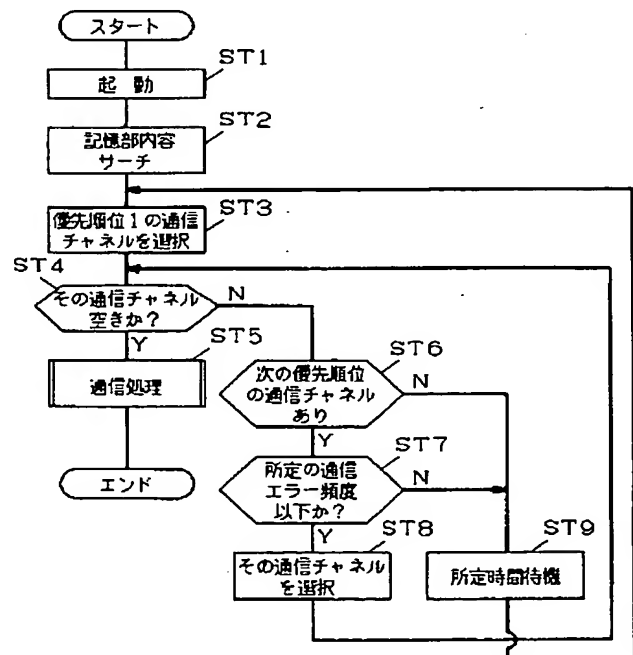 スタート
ST1
起動
ST2
記憶部内容
サーチ
ST3
優先順位1の通信
チャネルを選択
ST4
その通信チャネル
空きか?
N
Y
ST5
通信処理
エンド
ST6
次の優先順位
の通信チャネル
あり
N
Y
ST7
所定の通信
エラー頻度
以下か?
N
Y
ST8
その通信チャネル
を選択
ST9
所定時間待機